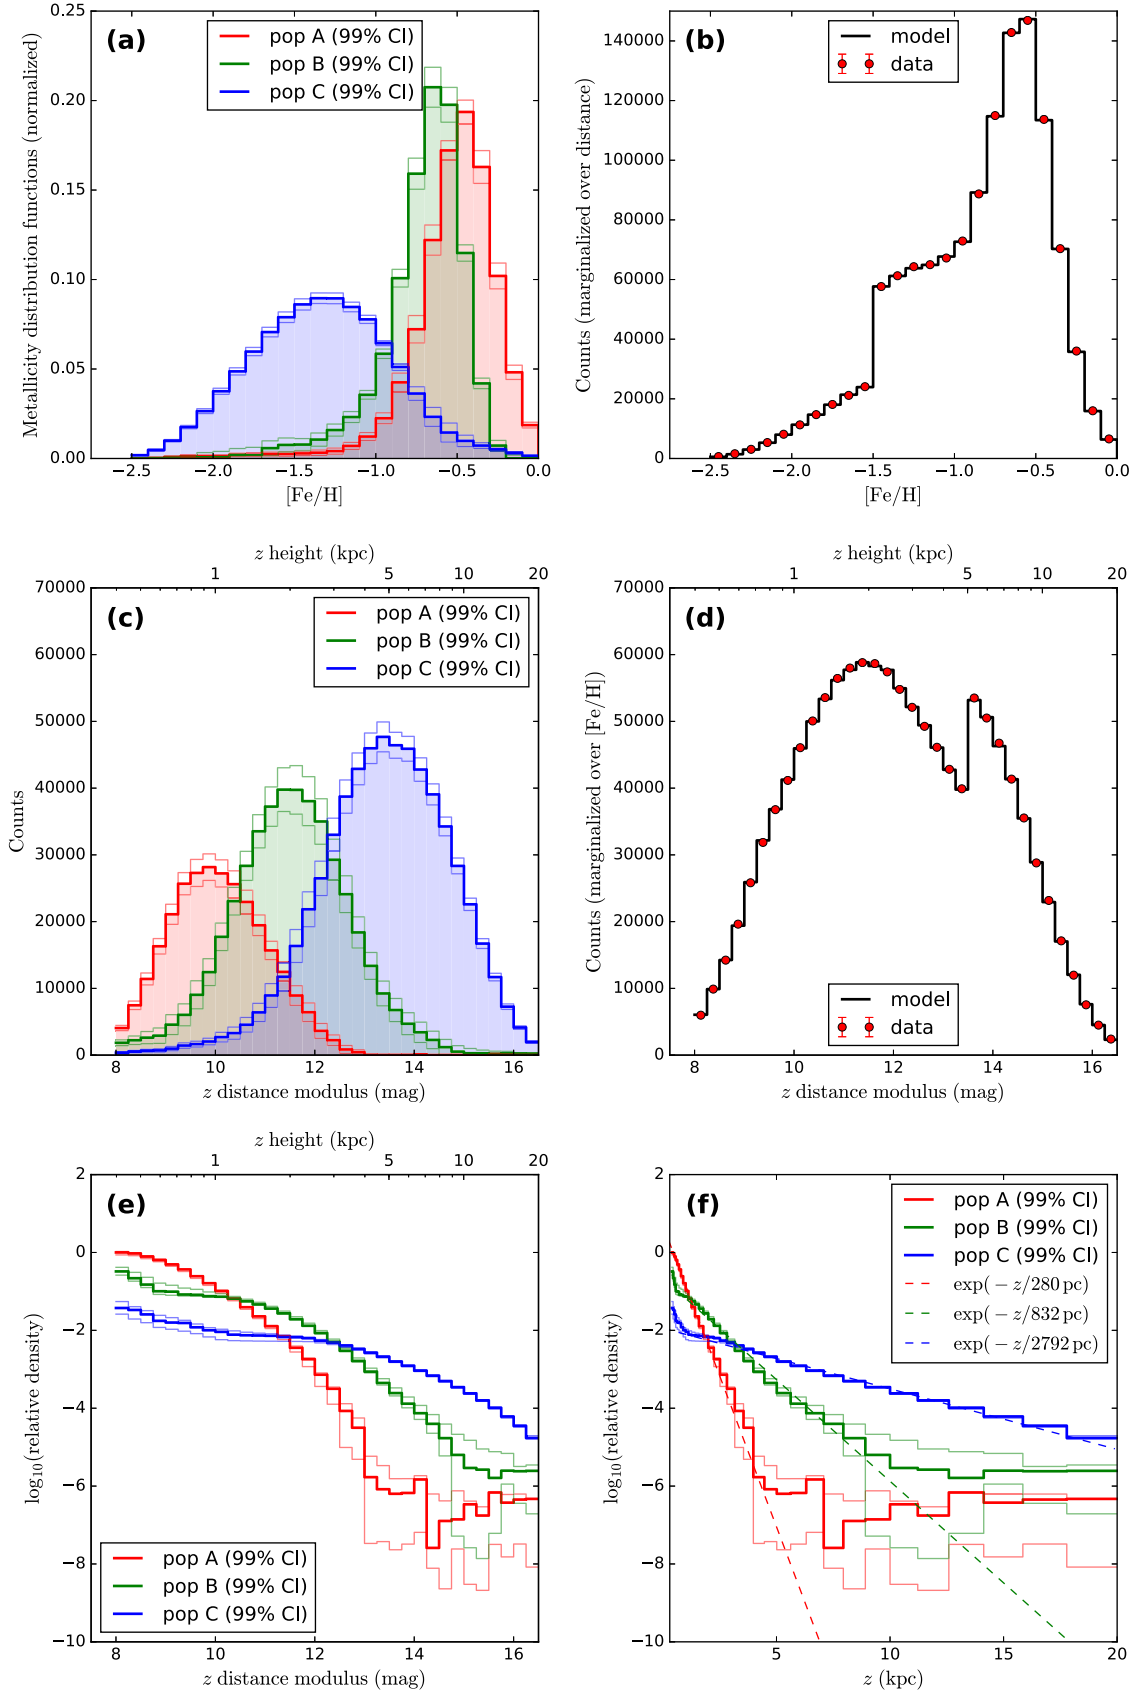 (a)
pop A (99% CI)
pop B (99% CI)
pop C (99% CI)
Metallicity distribution functions (normalized)
0.25
0.20
0.15
0.10
0.05
0.00
−2.5 −2.0 −1.5 −1.0 −0.5 0.0
[Fe/H]
(b)
model
data
Counts (marginalized over distance)
140000
120000
100000
80000
60000
40000
20000
0
−2.5 −2.0 −1.5 −1.0 −0.5 0.0
[Fe/H]
z height (kpc)
1 5 10 20
(c)
pop A (99% CI)
pop B (99% CI)
pop C (99% CI)
Counts
70000
60000
50000
40000
30000
20000
10000
0
8 10 12 14 16
z distance modulus (mag)
z height (kpc)
1 5 10 20
(d)
Counts (marginalized over [Fe/H])
70000
60000
50000
40000
30000
20000
10000
0
model
data
8 10 12 14 16
z distance modulus (mag)
z height (kpc)
1 5 10 20
(e)
log10(relative density)
2
0
−2
−4
−6
−8
−10
pop A (99% CI)
pop B (99% CI)
pop C (99% CI)
8 10 12 14 16
z distance modulus (mag)
(f)
pop A (99% CI)
pop B (99% CI)
pop C (99% CI)
exp(−z/280 pc)
exp(−z/832 pc)
exp(−z/2792 pc)
log10(relative density)
2
0
−2
−4
−6
−8
−10
5 10 15 20
z (kpc)